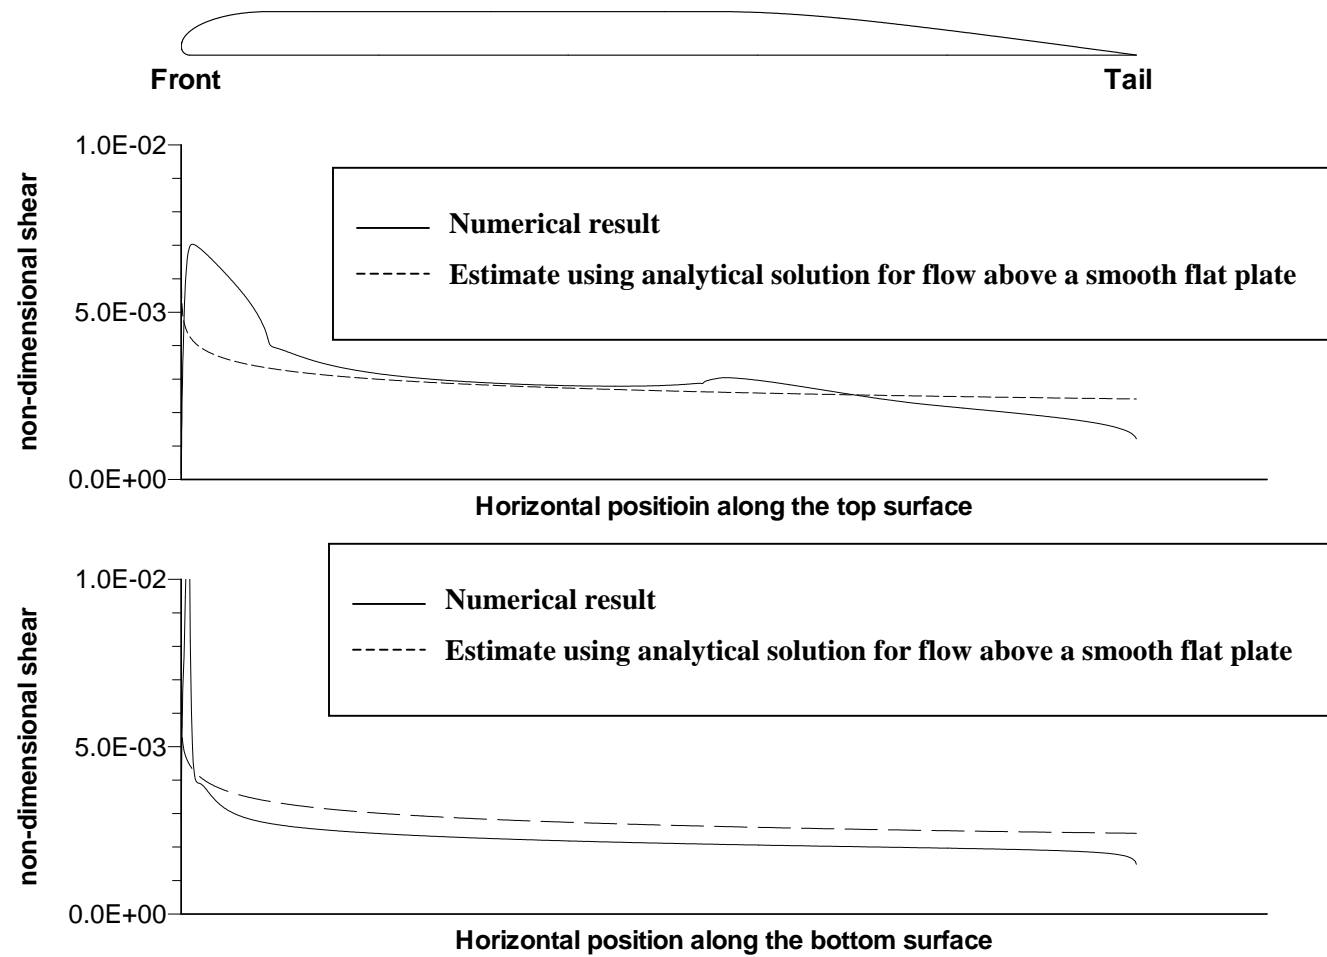 Front
Tail
1.0E-02
5.0E-03
0.0E+00
non-dimensional shear
Numerical result
Estimate using analytical solution for flow above a smooth flat plate
Horizontal positioin along the top surface
1.0E-02
5.0E-03
0.0E+00
non-dimensional shear
Numerical result
Estimate using analytical solution for flow above a smooth flat plate
Horizontal position along the bottom surface